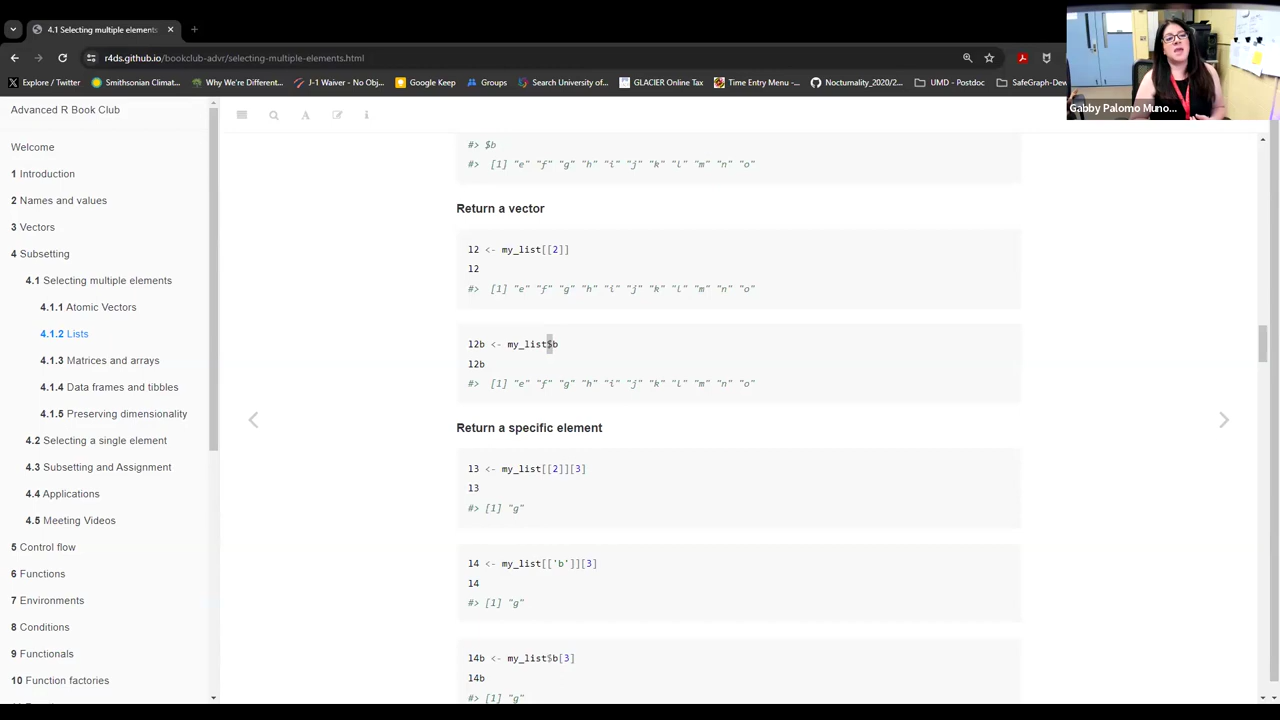 4.1 Selecting multiple elements
r4ds.github.io/bookclub-advr/selecting-multiple-elements.html
Explore / Twitter
Smithsonian Climat...
Why We're Different...
J-1 Waiver - No Obj...
Google Keep
Groups
Search University of...
GLACIER Online Tax
Time Entry Menu -...
Nocturnality_2020/2...
UMD - Postdoc
SafeGraph-Dew
Gabby Palomo Muno...
Advanced R Book Club
Welcome
1 Introduction
2 Names and values
3 Vectors
4 Subsetting
4.1 Selecting multiple elements
4.1.1 Atomic Vectors
4.1.2 Lists
4.1.3 Matrices and arrays
4.1.4 Data frames and tibbles
4.1.5 Preserving dimensionality
4.2 Selecting a single element
4.3 Subsetting and Assignment
4.4 Applications
4.5 Meeting Videos
5 Control flow
6 Functions
7 Environments
8 Conditions
9 Functionals
10 Function factories
#> $b
#> [1] "e" "f" "g" "h" "i" "j" "k" "l" "m" "n" "o"
Return a vector
l2 <- my_list[[2]]
l2
#> [1] "e" "f" "g" "h" "i" "j" "k" "l" "m" "n" "o"
l2b <- my_list$b
l2b
#> [1] "e" "f" "g" "h" "i" "j" "k" "l" "m" "n" "o"
Return a specific element
l3 <- my_list[[2]][3]
l3
#> [1] "g"
l4 <- my_list[['b']][3]
l4
#> [1] "g"
l4b <- my_list$b[3]
l4b
#> [1] "g"